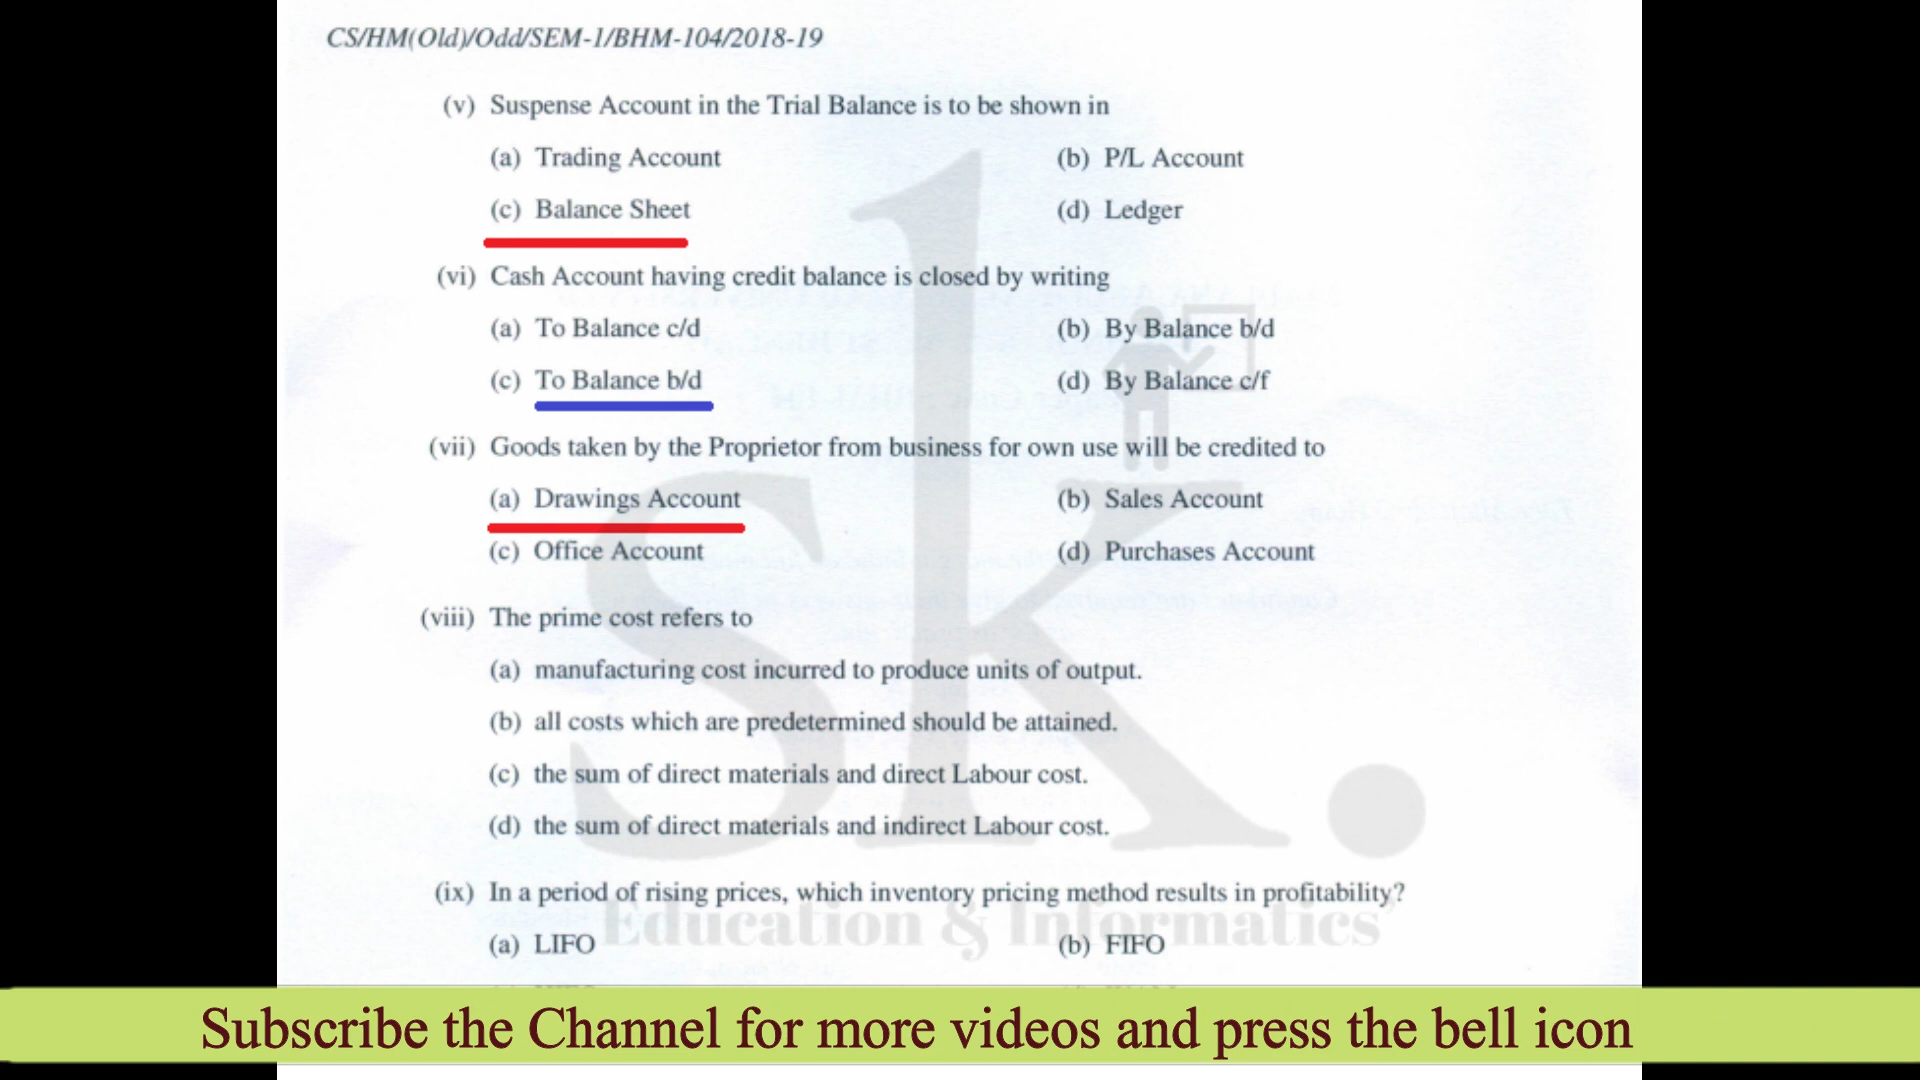 CS/HM(Old)/Odd/SEM-1/BHM-104/2018-19
(v) Suspense Account in the Trial Balance is to be shown in
(a) Trading Account (b) P/L Account
(c) Balance Sheet (d) Ledger
(vi) Cash Account having credit balance is closed by writing
(a) To Balance c/d (b) By Balance b/d
(c) To Balance b/d (d) By Balance c/f
(vii) Goods taken by the Proprietor from business for own use will be credited to
(a) Drawings Account (b) Sales Account
(c) Office Account (d) Purchases Account
(viii) The prime cost refers to
(a) manufacturing cost incurred to produce units of output.
(b) all costs which are predetermined should be attained.
(c) the sum of direct materials and direct Labour cost.
(d) the sum of direct materials and indirect Labour cost.
(ix) In a period of rising prices, which inventory pricing method results in profitability?
sk.
Education & Informatics
(a) LIFO (b) FIFO
Subscribe the Channel for more videos and press the bell icon